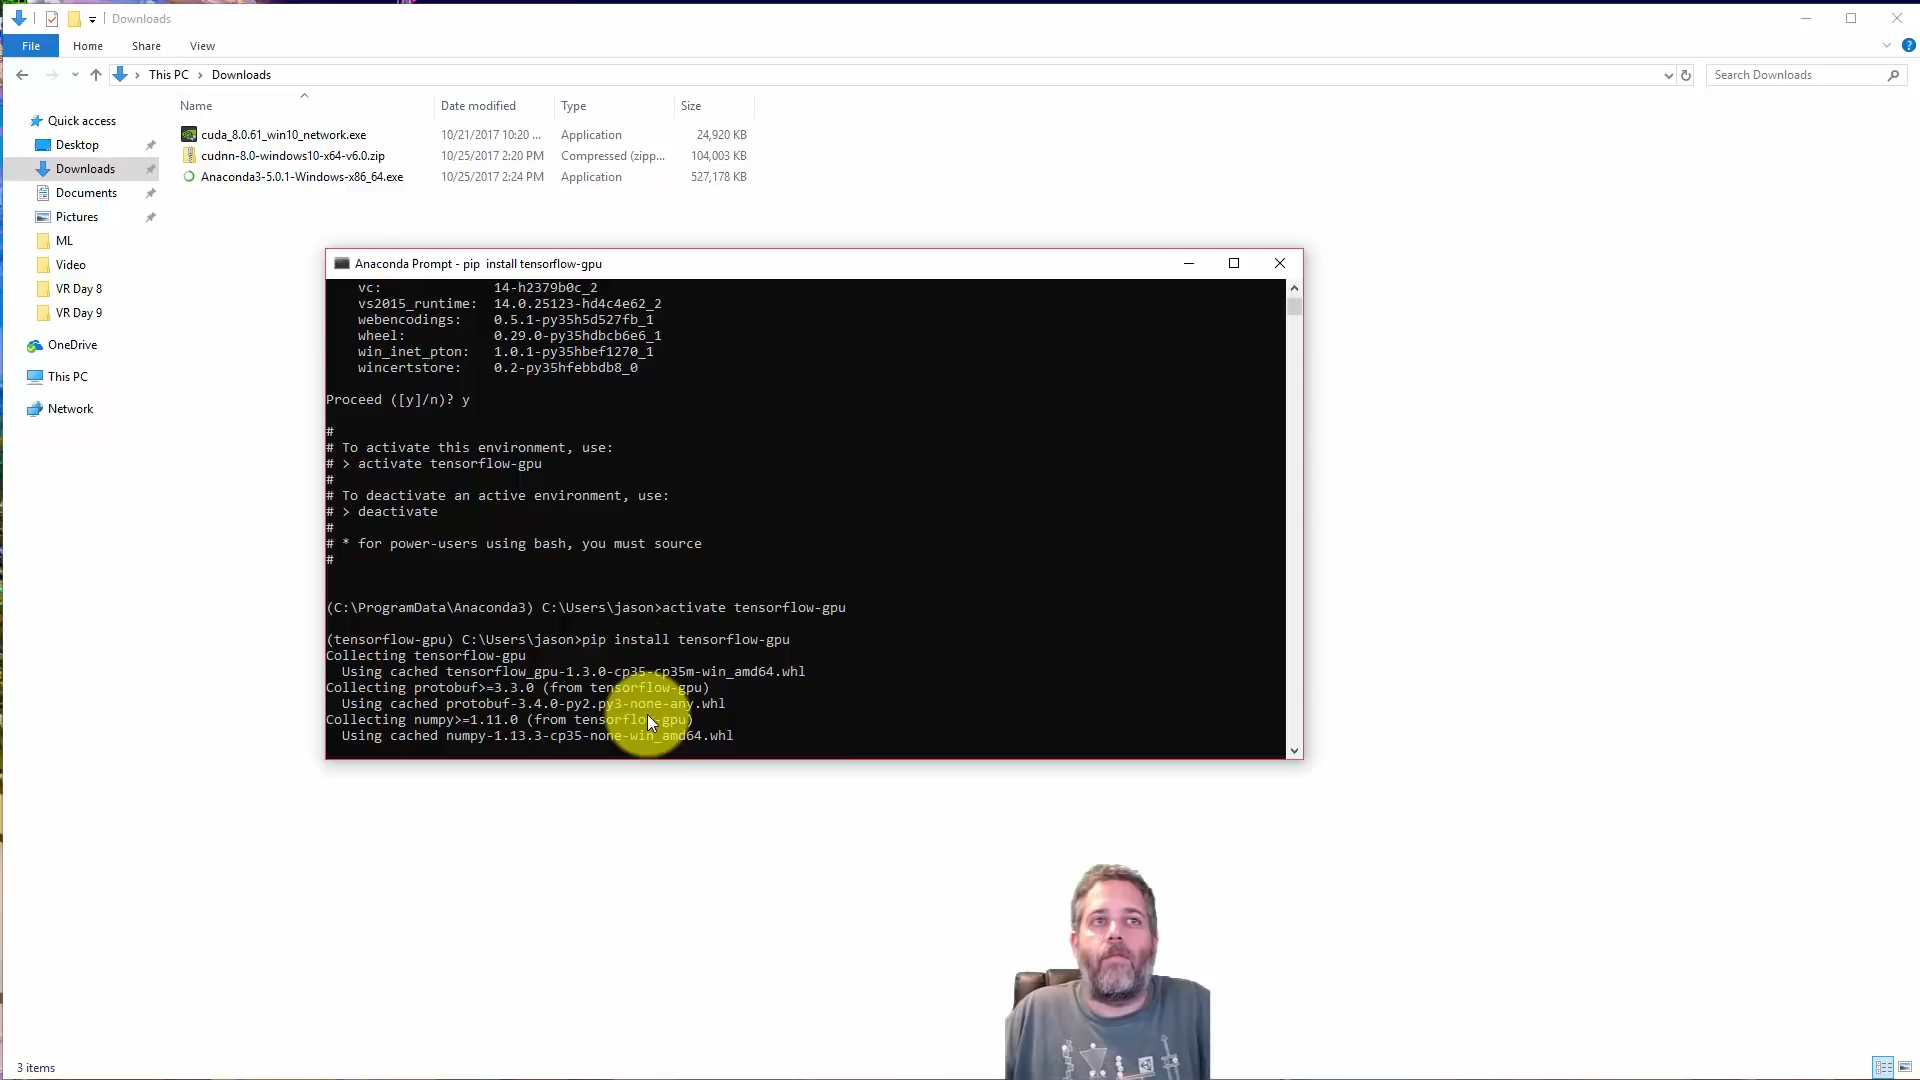 Downloads
File Home Share View
This PC > Downloads
Search Downloads
Name Date modified Type Size
cuda_8.0.61_win10_network.exe 10/21/2017 10:20 ... Application 24,920 KB
cudnn-8.0-windows10-x64-v6.0.zip 10/25/2017 2:20 PM Compressed (zipp... 104,003 KB
Anaconda3-5.0.1-Windows-x86_64.exe 10/25/2017 2:24 PM Application 527,178 KB
Quick access
Desktop
Downloads
Documents
Pictures
ML
Video
VR Day 8
VR Day 9
OneDrive
This PC
Network
Anaconda Prompt - pip install tensorflow-gpu
vc: 14-h2379b0c_2
vs2015_runtime: 14.0.25123-hd4c4e62_2
webencodings: 0.5.1-py35h5d527fb_1
wheel: 0.29.0-py35hdbcb6e6_1
win_inet_pton: 1.0.1-py35hbef1270_1
wincertstore: 0.2-py35hfebbdb8_0
Proceed ([y]/n)? y
#
# To activate this environment, use:
# > activate tensorflow-gpu
#
# To deactivate an active environment, use:
# > deactivate
#
# * for power-users using bash, you must source
#
(C:\ProgramData\Anaconda3) C:\Users\jason>activate tensorflow-gpu
(tensorflow-gpu) C:\Users\jason>pip install tensorflow-gpu
Collecting tensorflow-gpu
Using cached tensorflow_gpu-1.3.0-cp35-cp35m-win_amd64.whl
Collecting protobuf>=3.3.0 (from tensorflow-gpu)
Using cached protobuf-3.4.0-py2.py3-none-any.whl
Collecting numpy>=1.11.0 (from tensorflow-gpu)
Using cached numpy-1.13.3-cp35-none-win_amd64.whl
3 items